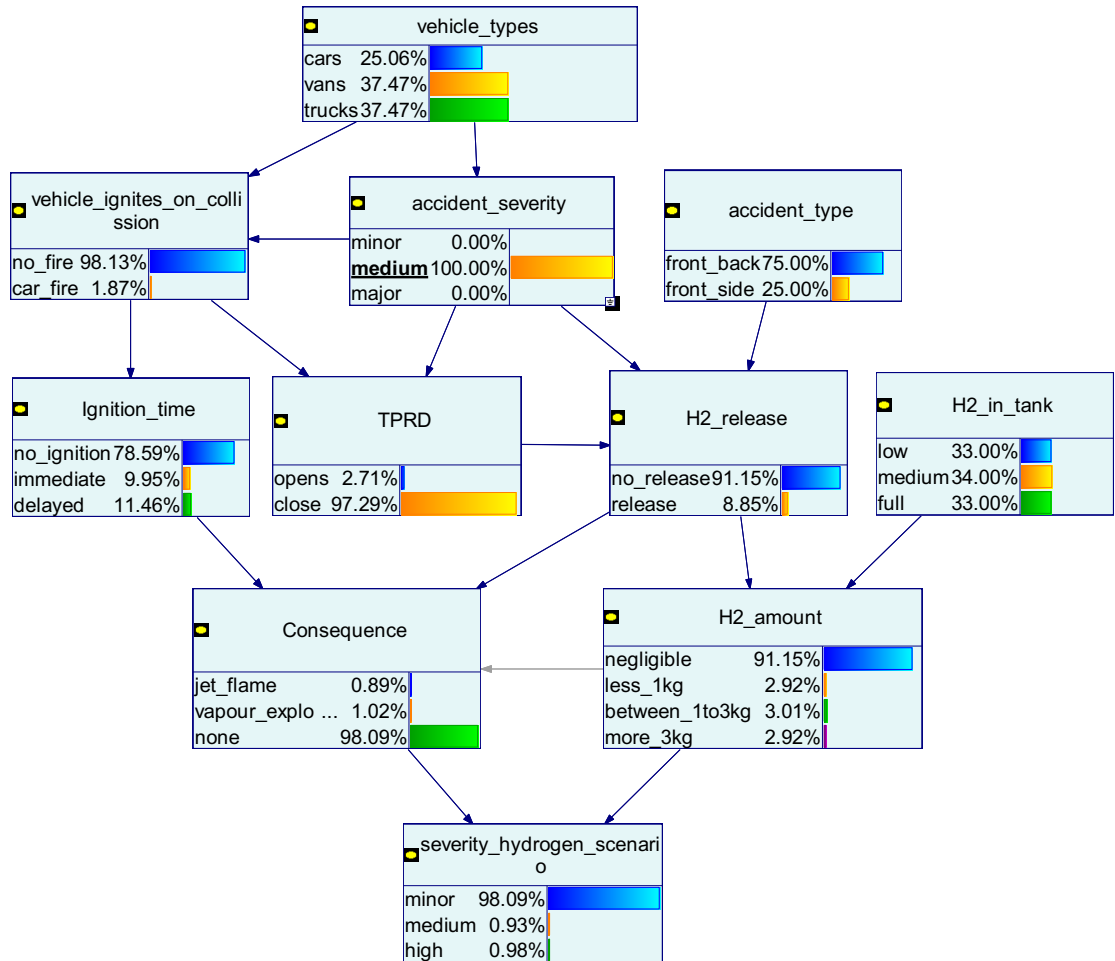 vehicle_types
cars 25.06%
vans 37.47%
trucks 37.47%
vehicle_ignites_on_colli
ssion
no_fire 98.13%
car_fire 1.87%
accident_severity
minor 0.00%
medium 100.00%
major 0.00%
accident_type
front_back 75.00%
front_side 25.00%
Ignition_time
no_ignition 78.59%
immediate 9.95%
delayed 11.46%
TPRD
opens 2.71%
close 97.29%
H2_release
no_release 91.15%
release 8.85%
H2_in_tank
low 33.00%
medium 34.00%
full 33.00%
Consequence
jet_flame 0.89%
vapour_explo ... 1.02%
none 98.09%
H2_amount
negligible 91.15%
less_1kg 2.92%
between_1to3kg 3.01%
more_3kg 2.92%
severity_hydrogen_scenari
o
minor 98.09%
medium 0.93%
high 0.98%